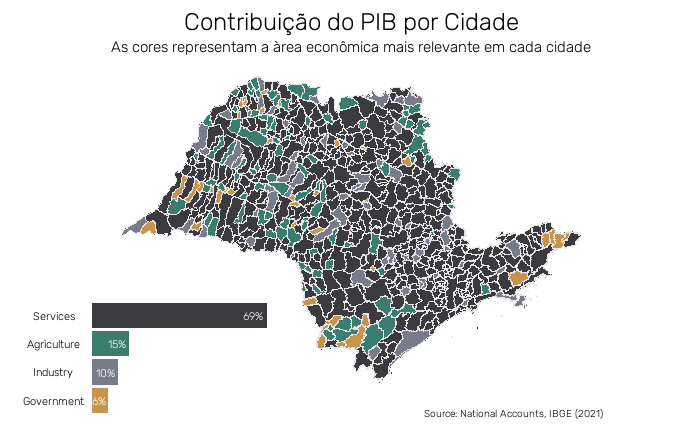 Contribuição do PIB por Cidade
As cores representam a àrea econômica mais relevante em cada cidade
Services 69%
Agriculture 15%
Industry 10%
Government 6%
Source: National Accounts, IBGE (2021)